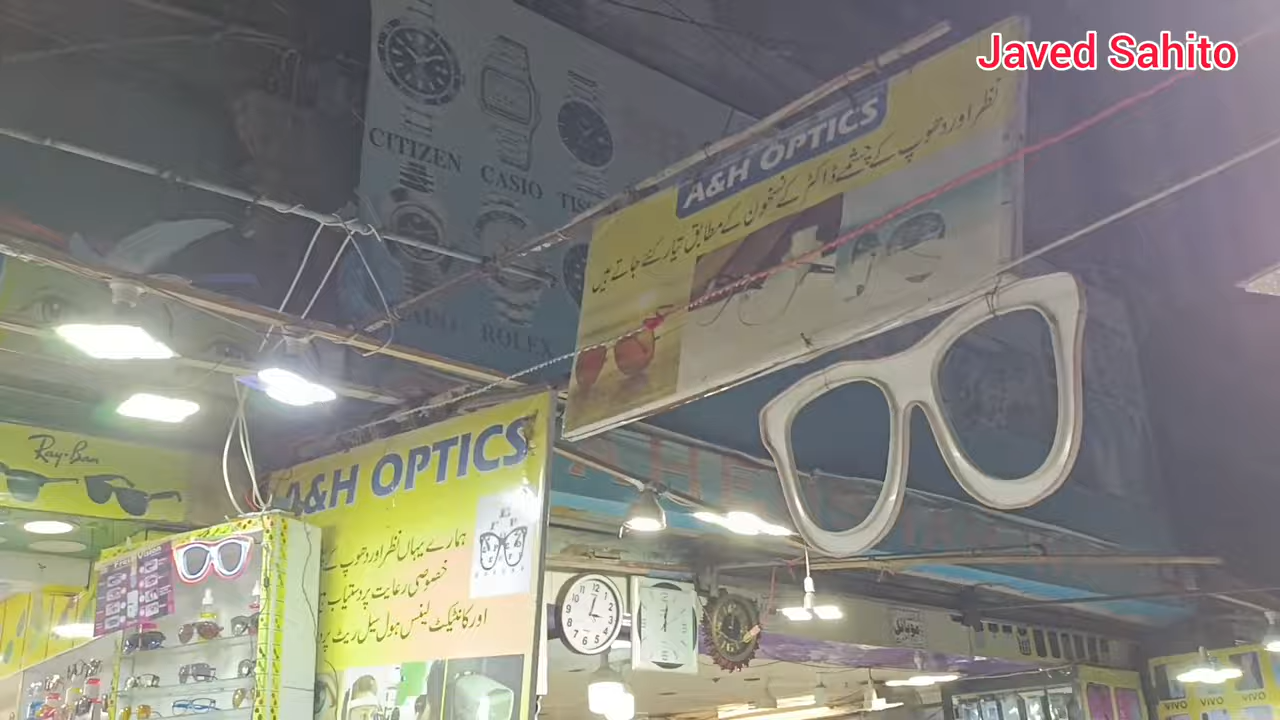 Javed Sahito
CITIZEN
CASIO
ROLEX
A&H OPTICS
نظر اور دھوپ کے چشمے ڈاکٹر کے نسخوں کے مطابق تیار کئے جاتے ہیں
Ray-Ban
A&H OPTICS
ہمارے یہاں نظر اور دھوپ کے
خصوصی رعایت پر دستیاب
اور کانٹیکٹ لینس ہول سیل ریٹ پر
موبائل
vivo vivo vivo